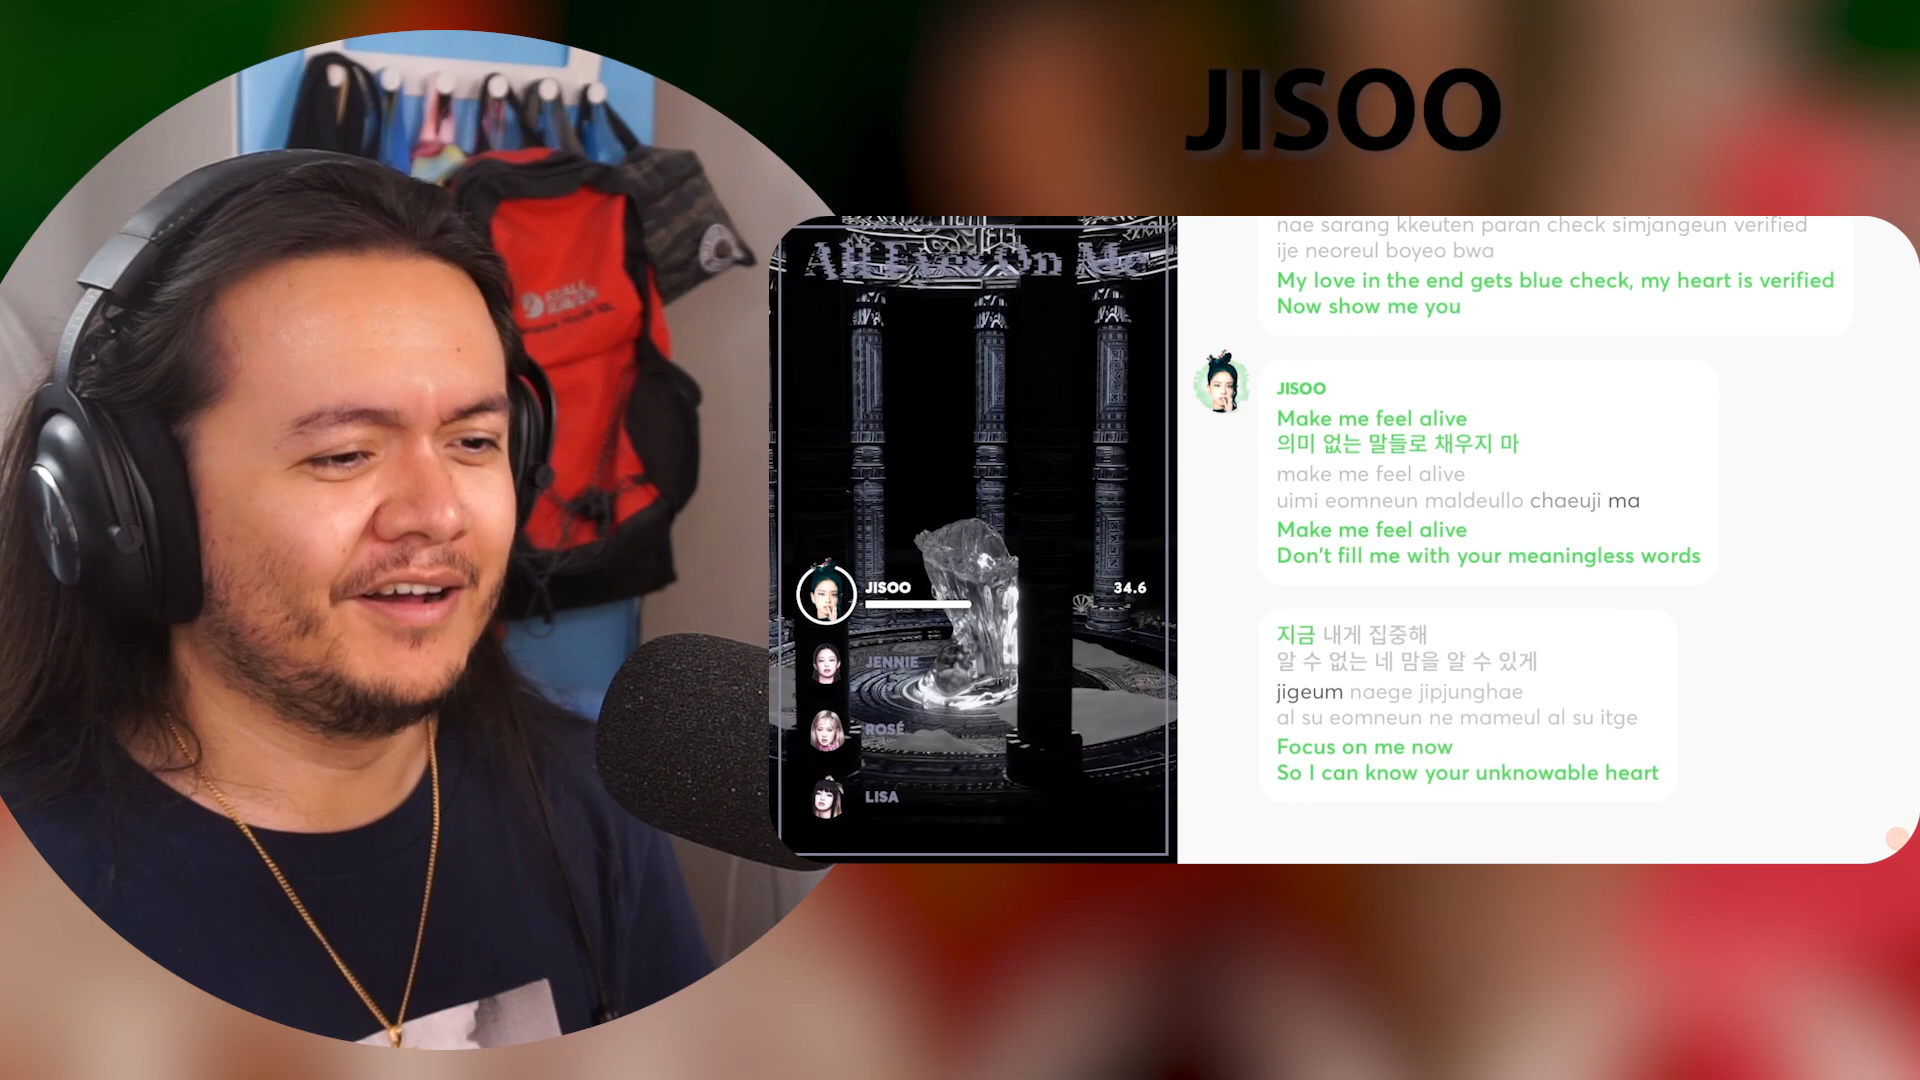 JISOO
All Eyes On Me
JISOO
34.6
JENNIE
ROSÉ
LISA
nae sarang kkeuten paran check simjangeun verified
ije neoreul boyeo bwa
My love in the end gets blue check, my heart is verified
Now show me you
JISOO
Make me feel alive
의미 없는 말들로 채우지 마
make me feel alive
uimi eomneun maldeullo chaeuji ma
Make me feel alive
Don't fill me with your meaningless words
지금 내게 집중해
알 수 없는 네 맘을 알 수 있게
jigeum naege jipjunghae
al su eomneun ne mameul al su itge
Focus on me now
So I can know your unknowable heart